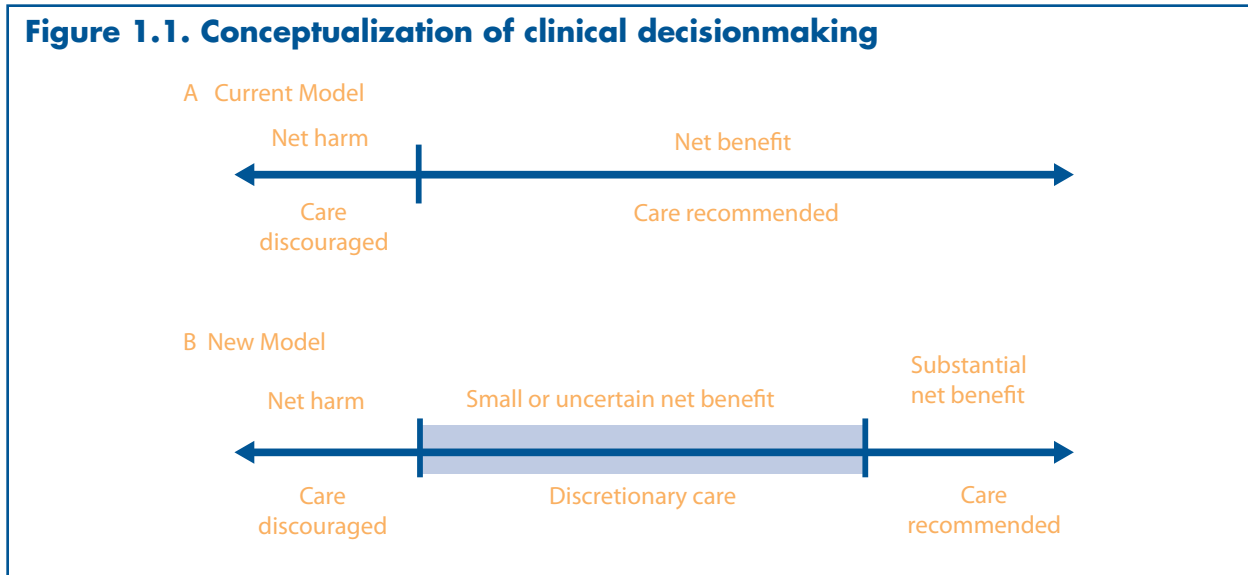 Figure 1.1. Conceptualization of clinical decisionmaking
A Current Model
Net harm
Net benefit
Care
discouraged
Care recommended
B New Model
Net harm
Small or uncertain net benefit
Substantial
net benefit
Care
discouraged
Discretionary care
Care
recommended